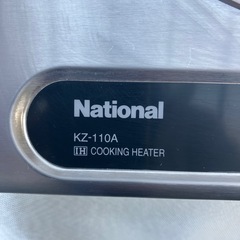 National
KZ-110A
IH COOKING HEATER